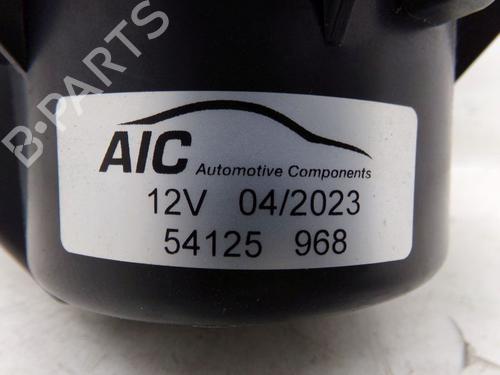 B-PARTS
AIC Automotive Components
12V 04/2023
54125 968